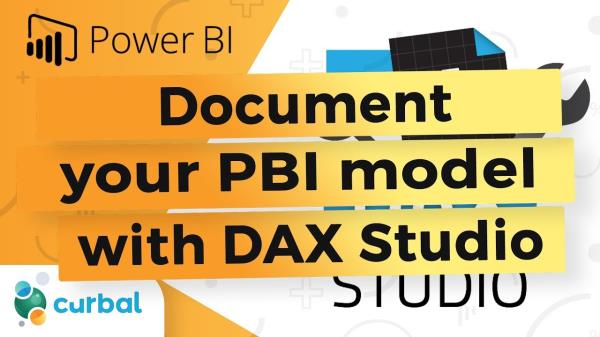 Power BI
Document
your PBI model
with DAX Studio
STUDIO
curbal